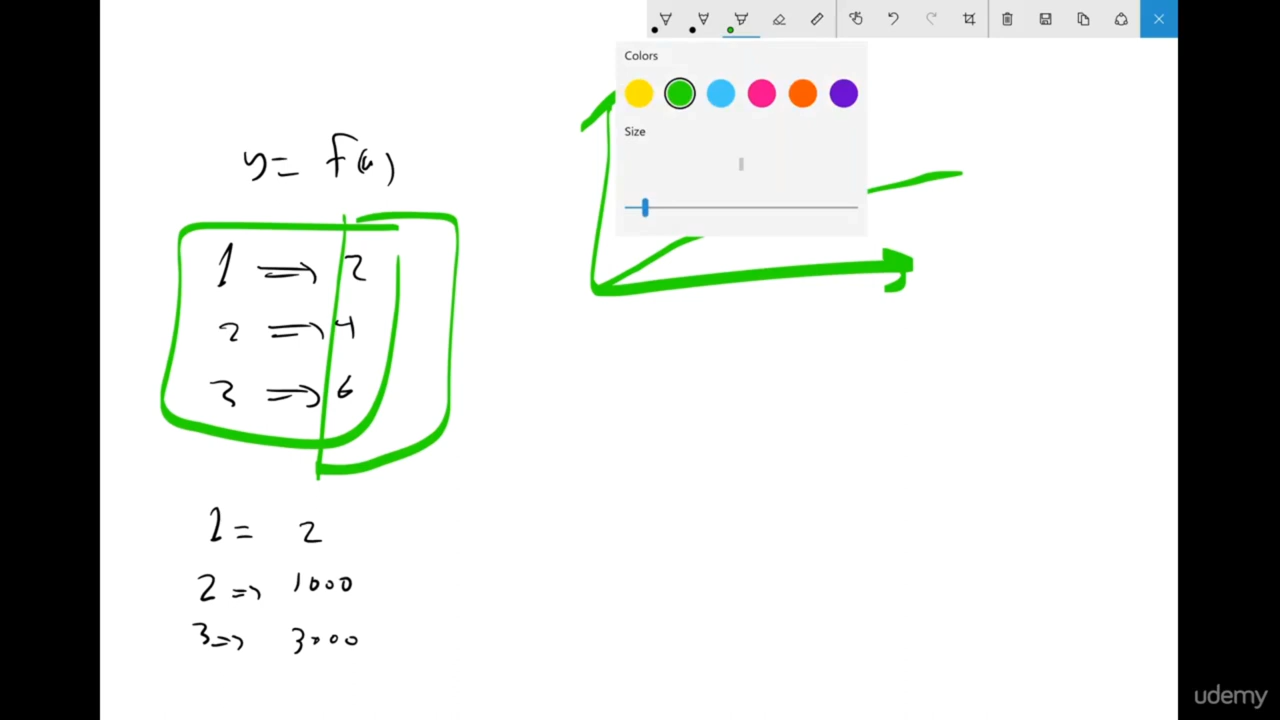 Colors
Size
y= f(x)
1 => 2
2 => 4
3 => 6
1= 2
2 => 1000
3 => 3000
udemy